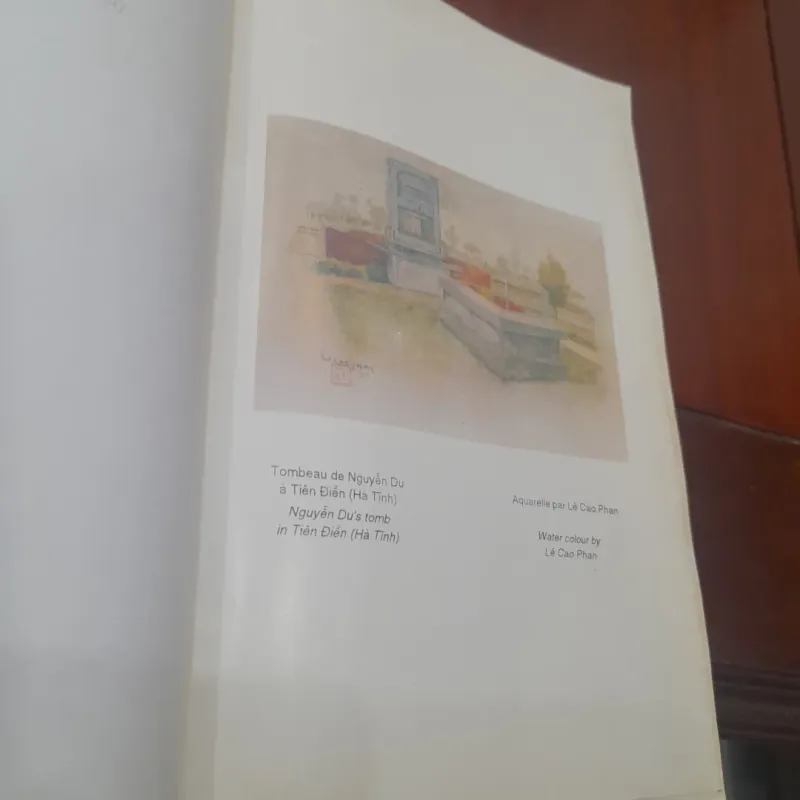 Tombeau de Nguyễn Du
à Tiên Điền (Hà Tĩnh)
Nguyễn Du's tomb
in Tiên Điền (Hà Tĩnh)
Aquarelle par Lê Cao Phan
Water colour by
Lê Cao Phan